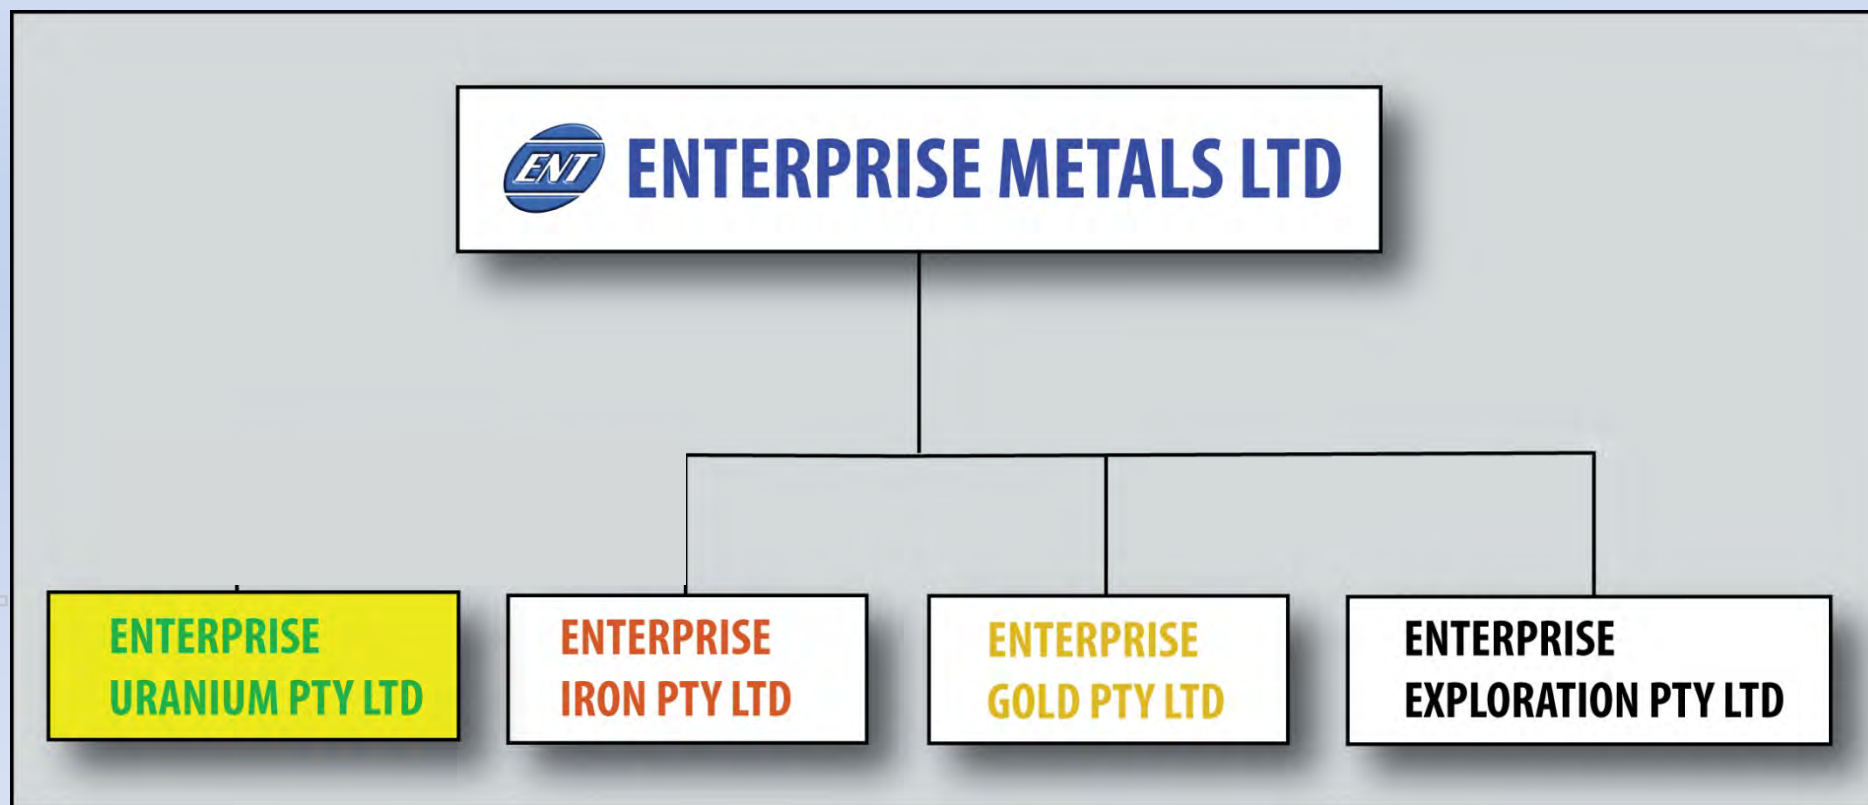 ENT ENTERPRISE METALS LTD
ENTERPRISE
URANIUM PTY LTD
ENTERPRISE
IRON PTY LTD
ENTERPRISE
GOLD PTY LTD
ENTERPRISE
EXPLORATION PTY LTD